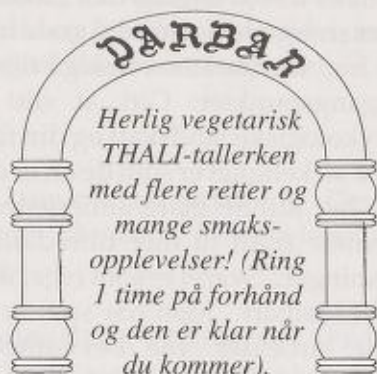 DARBAR
Herlig vegetarisk
THALI-tallerken
med flere retter og
mange smaks-
opplevelser! (Ring
1 time på forhånd
og den er klar når
du kommer).